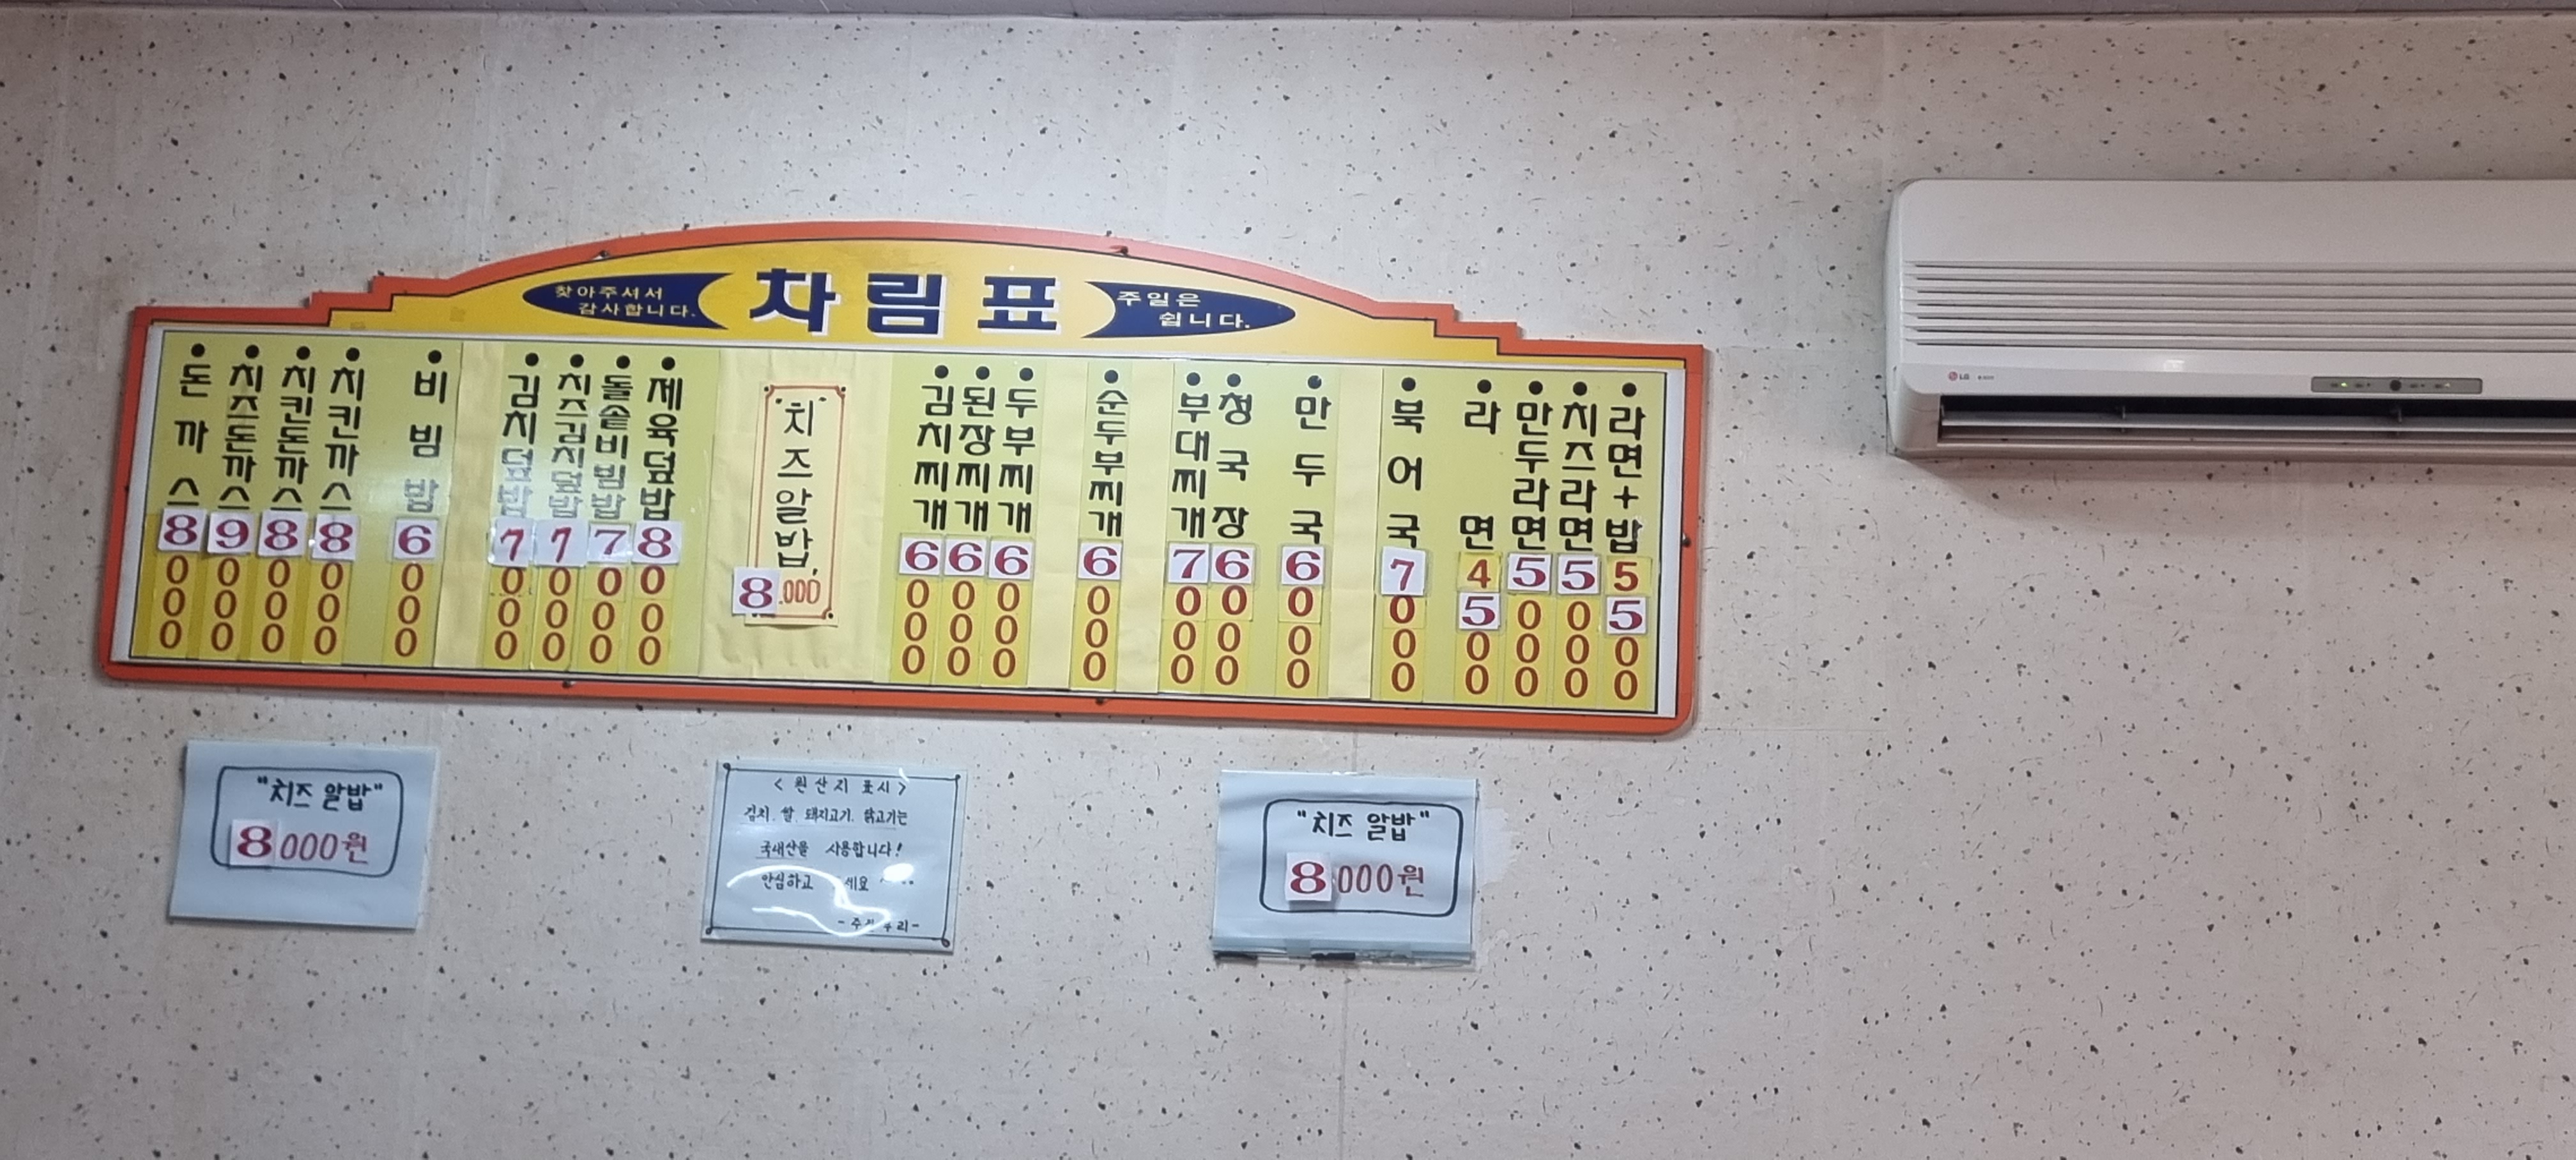 찾아주셔서
감사합니다.
차림표
주일은
쉽니다.
돈까스 8000
치즈돈까스 9000
치킨돈까스 8000
치킨까스 8000
비빔밥 6000
김치덮밥 7000
치즈김치덮밥 7000
돌솥비빔밥 7000
제육덮밥 8000
"치즈알밥" 8.000
김치찌개 6000
된장찌개 6000
두부찌개 6000
순두부찌개 6000
부대찌개 7000
청국장 6000
만두국 6000
북어국 7000
라면 4500
만두라면 5000
치즈라면 5000
라면+밥 5500
LG
"치즈 알밥"
8000원
< 원산지 표시 >
김치. 쌀. 돼지고기. 닭고기는
국내산을 사용합니다!
안심하고
"치즈 알밥"
8000원